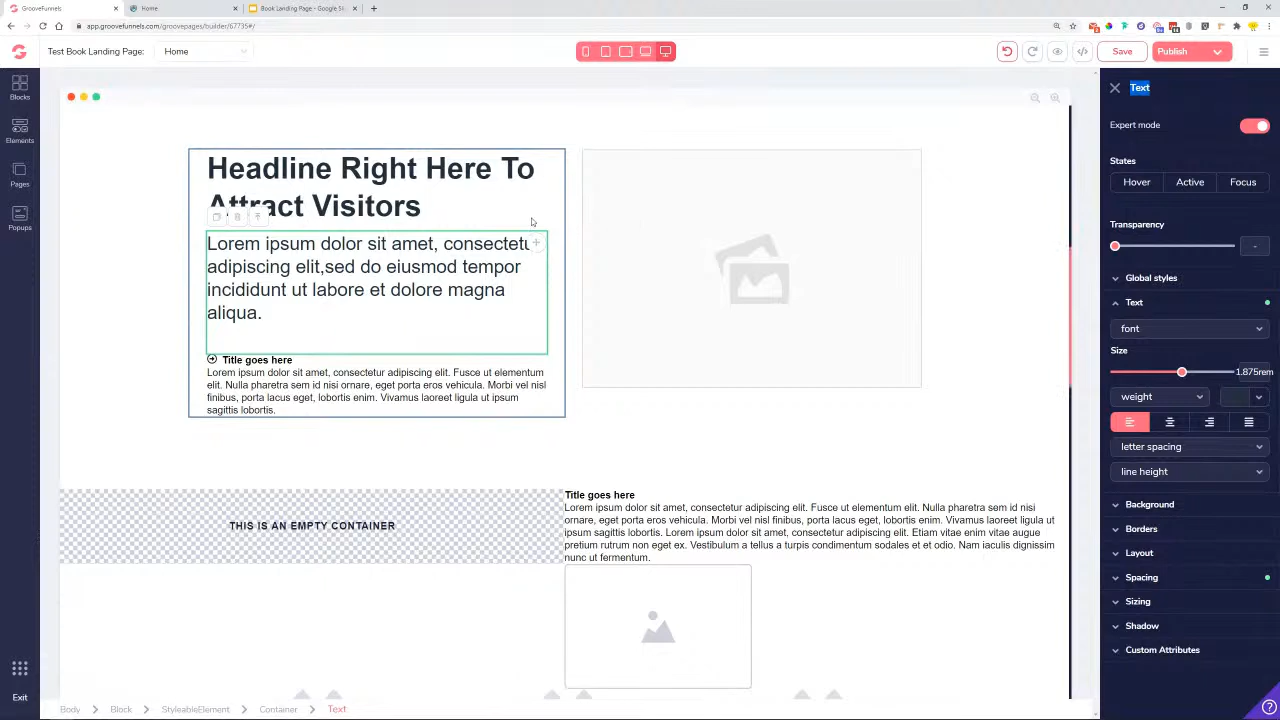 GrooveFunnels
Home
Book Landing Page - Google Sli
app.groovefunnels.com/groovepages/builder/67735#/
Test Book Landing Page:
Home
Save
Publish
Blocks
Elements
Pages
Popups
Exit
Headline Right Here To
Attract Visitors
Lorem ipsum dolor sit amet, consectetu
adipiscing elit,sed do eiusmod tempor
incididunt ut labore et dolore magna
aliqua.
Title goes here
Lorem ipsum dolor sit amet, consectetur adipiscing elit. Fusce ut elementum
elit. Nulla pharetra sem id nisi ornare, eget porta eros vehicula. Morbi vel nisl
finibus, porta lacus eget, lobortis enim. Vivamus laoreet ligula ut ipsum
sagittis lobortis.
THIS IS AN EMPTY CONTAINER
Title goes here
Lorem ipsum dolor sit amet, consectetur adipiscing elit. Fusce ut elementum elit. Nulla pharetra sem id nisi
ornare, eget porta eros vehicula. Morbi vel nisl finibus, porta lacus eget, lobortis enim. Vivamus laoreet ligula ut
ipsum sagittis lobortis. Lorem ipsum dolor sit amet, consectetur adipiscing elit. Etiam vitae enim vitae augue
pretium rutrum non eget ex. Vestibulum a tellus a turpis condimentum sodales et et odio. Nam iaculis dignissim
nunc ut fermentum.
Body
Block
StyleableElement
Container
Text
Text
Expert mode
States
Hover
Active
Focus
Transparency
-
Global styles
Text
font
Size
1.875rem
weight
letter spacing
line height
Background
Borders
Layout
Spacing
Sizing
Shadow
Custom Attributes